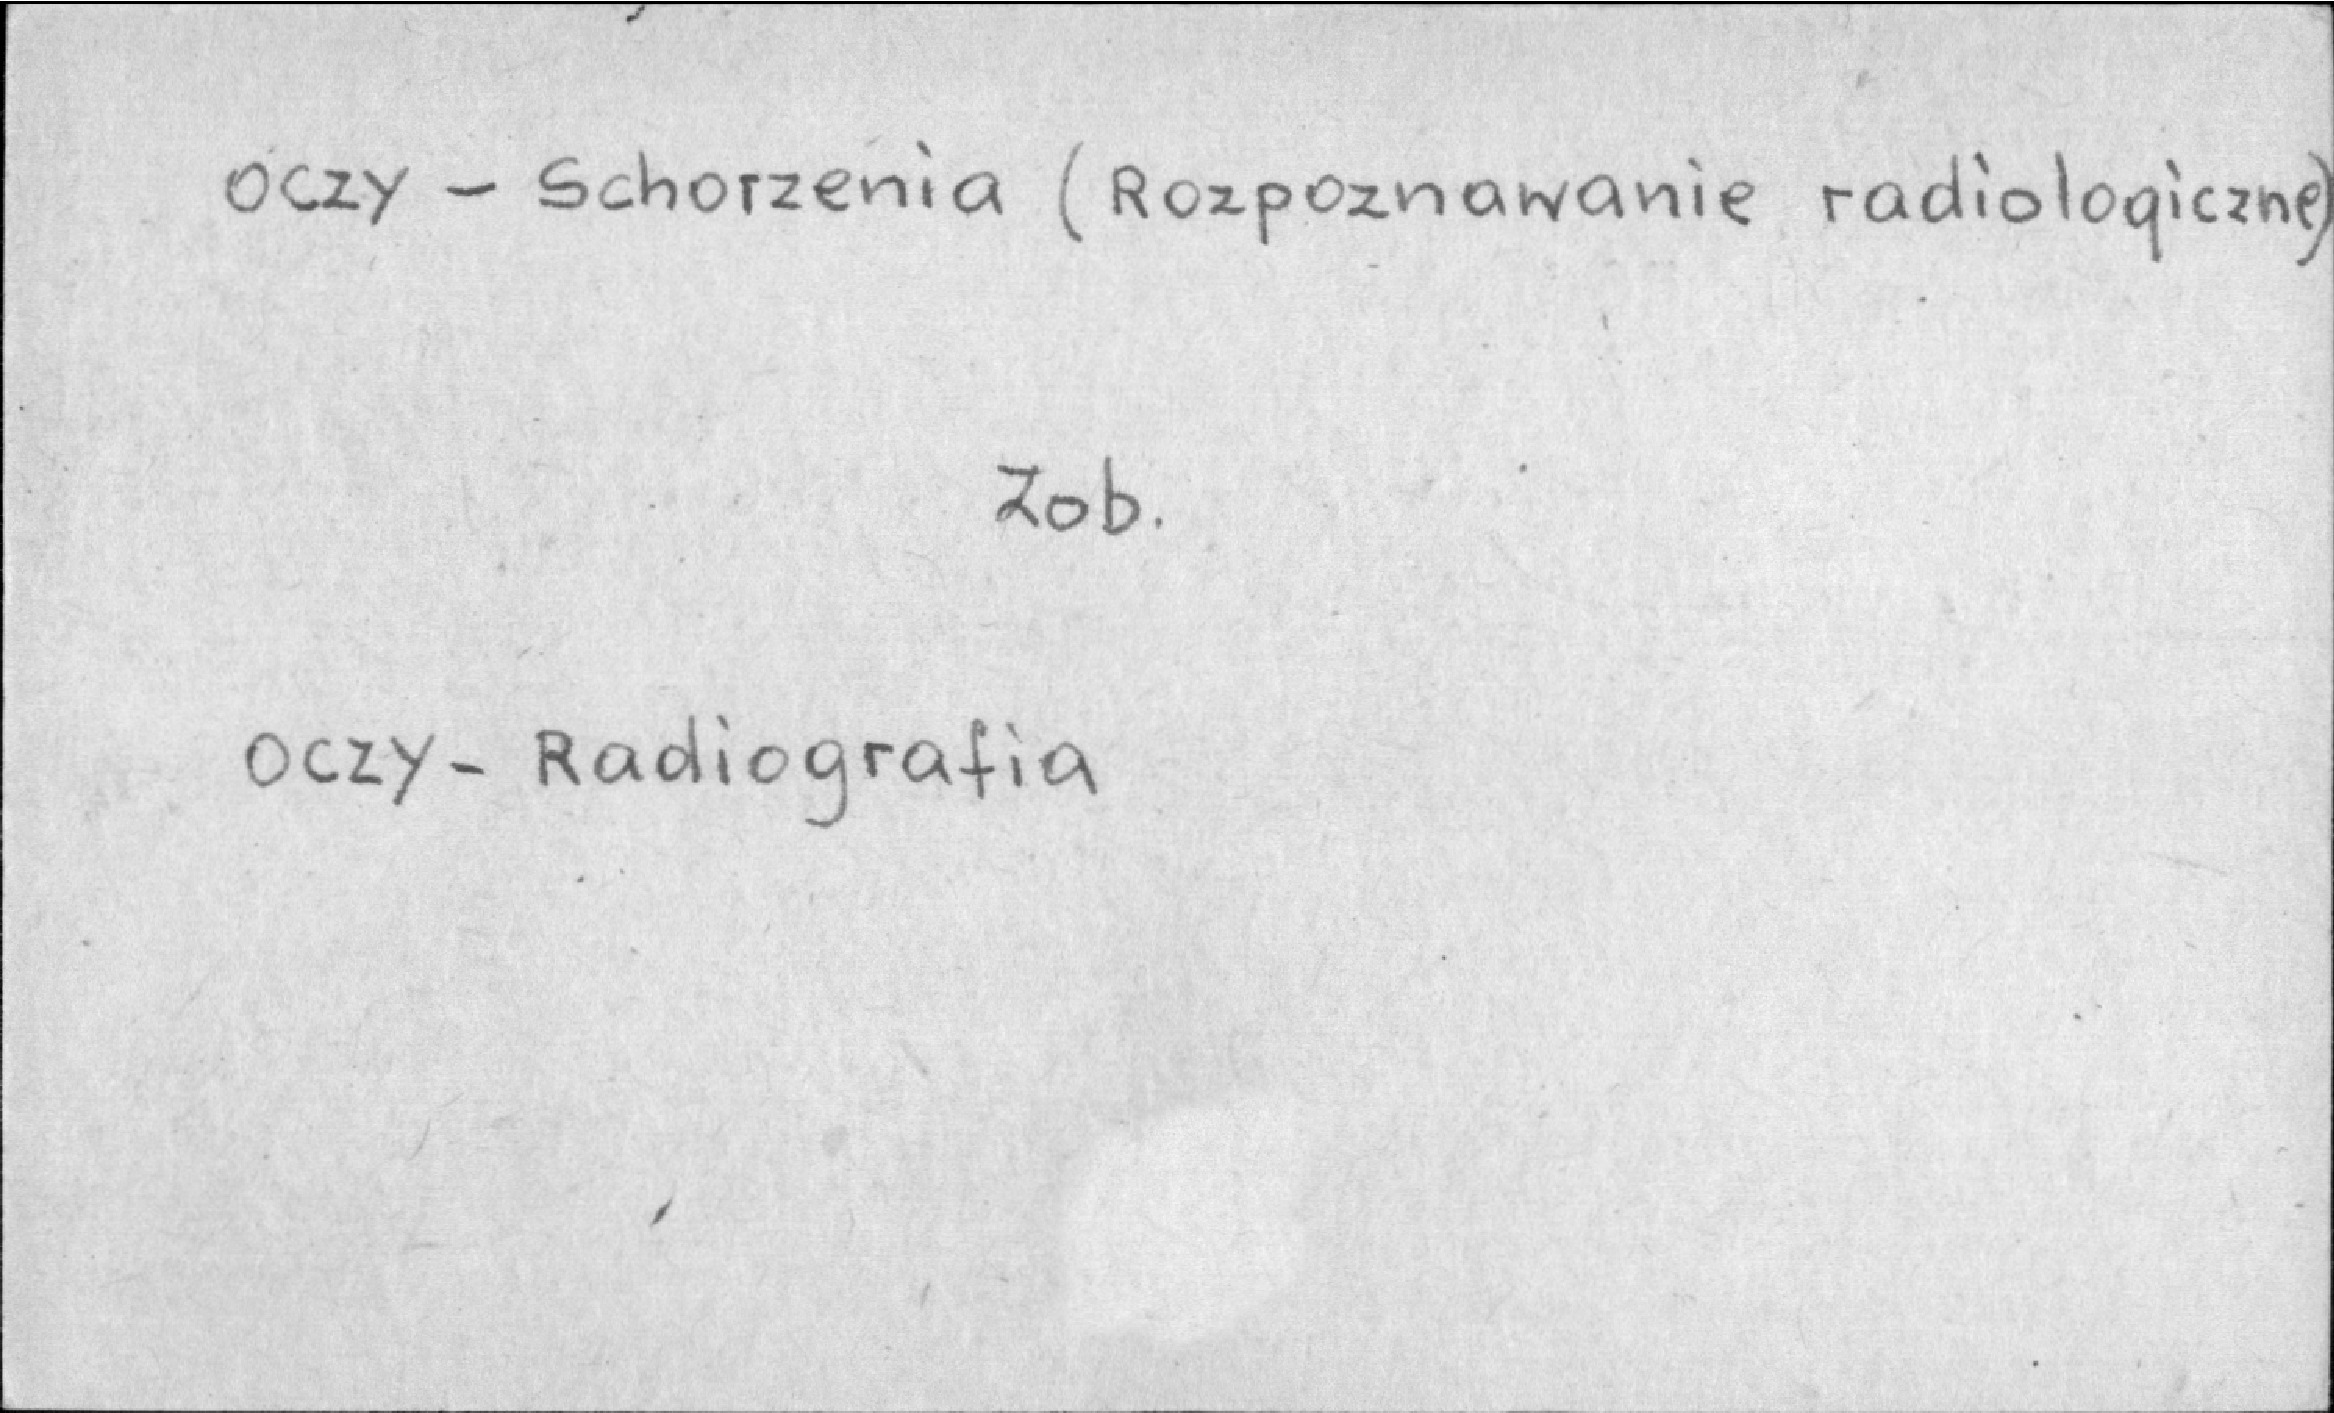 Oczy - Schorzenia (Rozpoznawanie radiologiczne)
Zob.
Oczy - Radiografia